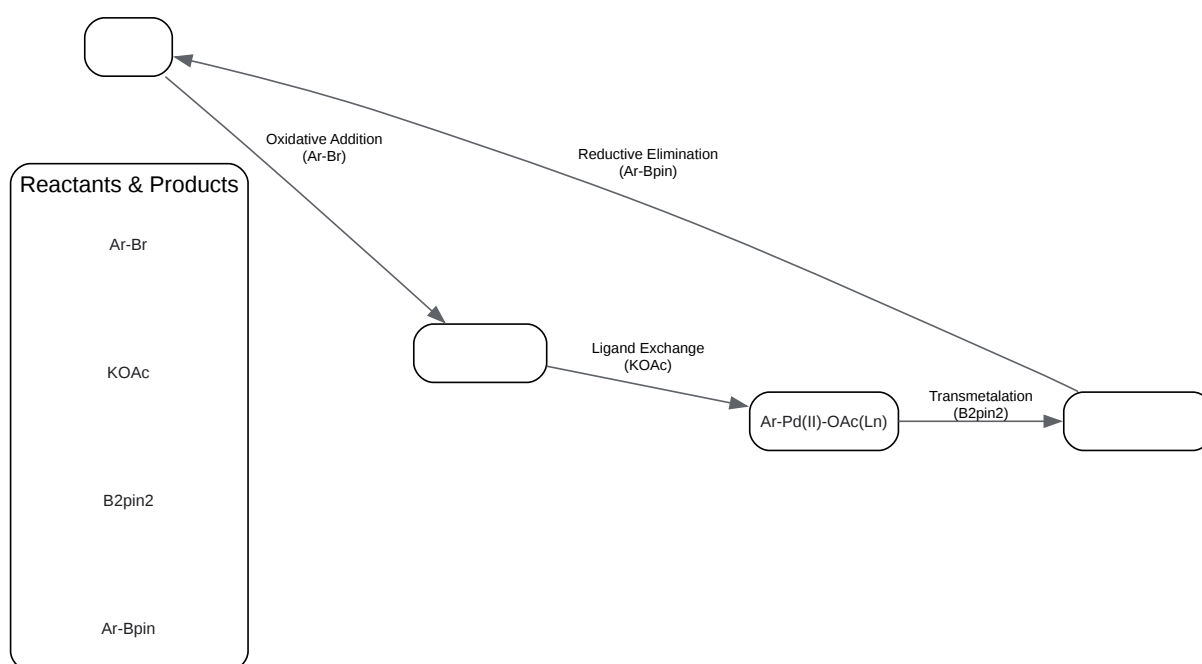 Oxidative Addition
(Ar-Br)
Reductive Elimination
(Ar-Bpin)
Reactants & Products
Ar-Br
KOAc
B2pin2
Ar-Bpin
Ligand Exchange
(KOAc)
Ar-Pd(II)-OAc(Ln)
Transmetalation
(B2pin2)